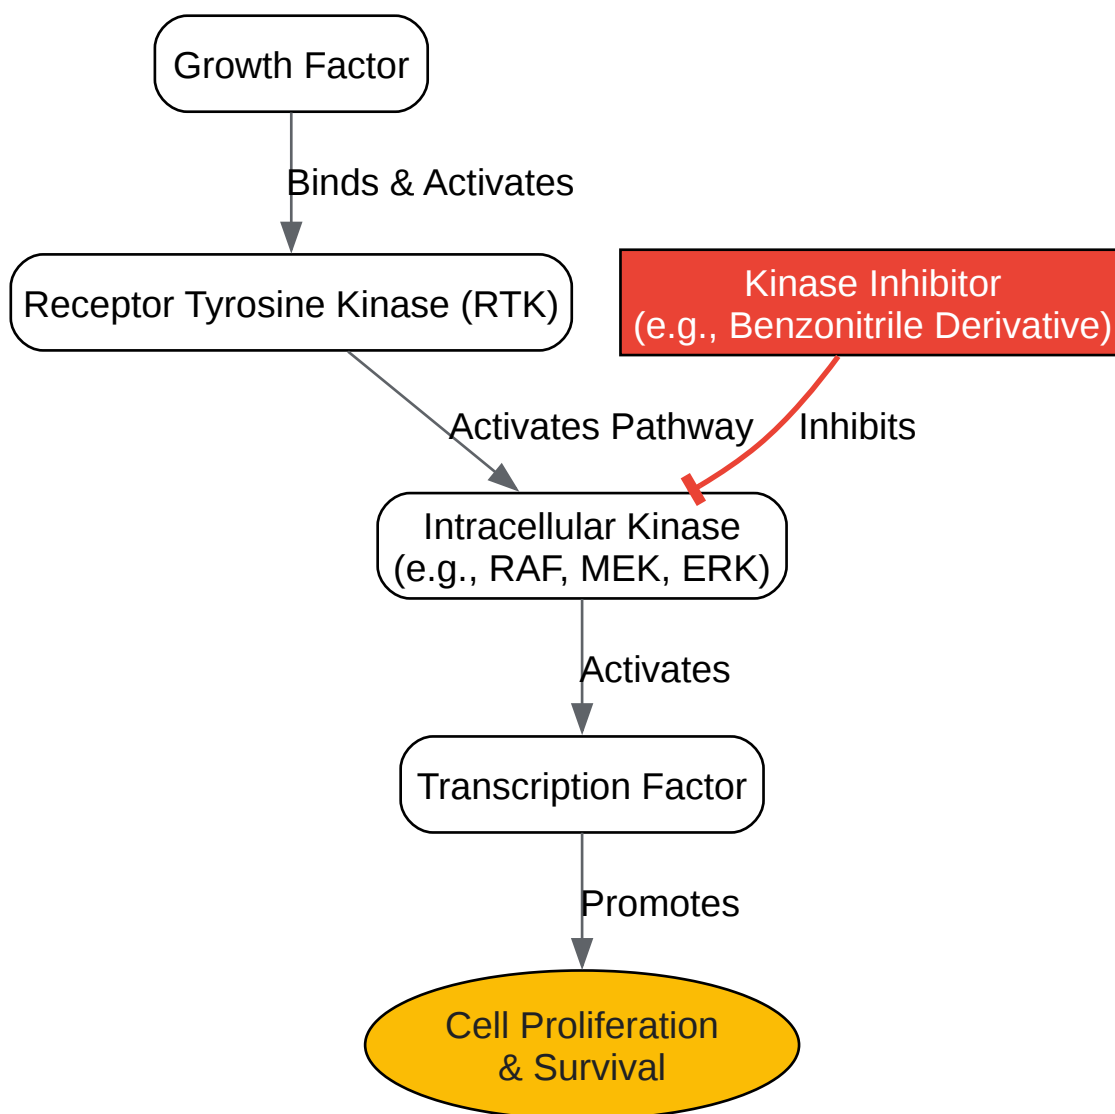 Growth Factor
Binds & Activates
Receptor Tyrosine Kinase (RTK)
Kinase Inhibitor
(e.g., Benzonitrile Derivative)
Activates Pathway
Inhibits
Intracellular Kinase
(e.g., RAF, MEK, ERK)
Activates
Transcription Factor
Promotes
Cell Proliferation
& Survival